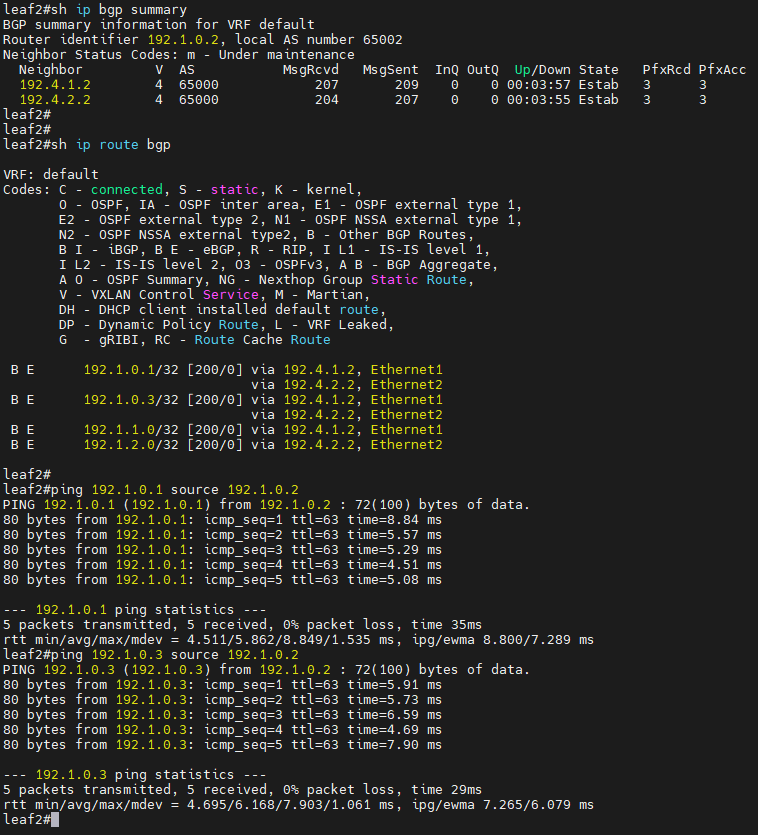 leaf2#sh ip bgp summary
BGP summary information for VRF default
Router identifier 192.1.0.2, local AS number 65002
Neighbor Status Codes: m - Under maintenance
  Neighbor         V  AS           MsgRcvd   MsgSent  InQ OutQ  Up/Down State   PfxRcd PfxAcc
  192.4.1.2        4  65000            207       209    0    0 00:03:57 Estab   3      3
  192.4.2.2        4  65000            204       207    0    0 00:03:55 Estab   3      3
leaf2#
leaf2#
leaf2#sh ip route bgp
VRF: default
Codes: C - connected, S - static, K - kernel,
       O - OSPF, IA - OSPF inter area, E1 - OSPF external type 1,
       E2 - OSPF external type 2, N1 - OSPF NSSA external type 1,
       N2 - OSPF NSSA external type2, B - Other BGP Routes,
       B I - iBGP, B E - eBGP, R - RIP, I L1 - IS-IS level 1,
       I L2 - IS-IS level 2, O3 - OSPFv3, A B - BGP Aggregate,
       A O - OSPF Summary, NG - Nexthop Group Static Route,
       V - VXLAN Control Service, M - Martian,
       DH - DHCP client installed default route,
       DP - Dynamic Policy Route, L - VRF Leaked,
       G  - gRIBI, RC - Route Cache Route
 B E      192.1.0.1/32 [200/0] via 192.4.1.2, Ethernet1
                               via 192.4.2.2, Ethernet2
 B E      192.1.0.3/32 [200/0] via 192.4.1.2, Ethernet1
                               via 192.4.2.2, Ethernet2
 B E      192.1.1.0/32 [200/0] via 192.4.1.2, Ethernet1
 B E      192.1.2.0/32 [200/0] via 192.4.2.2, Ethernet2
leaf2#
leaf2#ping 192.1.0.1 source 192.1.0.2
PING 192.1.0.1 (192.1.0.1) from 192.1.0.2 : 72(100) bytes of data.
80 bytes from 192.1.0.1: icmp_seq=1 ttl=63 time=8.84 ms
80 bytes from 192.1.0.1: icmp_seq=2 ttl=63 time=5.57 ms
80 bytes from 192.1.0.1: icmp_seq=3 ttl=63 time=5.29 ms
80 bytes from 192.1.0.1: icmp_seq=4 ttl=63 time=4.51 ms
80 bytes from 192.1.0.1: icmp_seq=5 ttl=63 time=5.08 ms
--- 192.1.0.1 ping statistics ---
5 packets transmitted, 5 received, 0% packet loss, time 35ms
rtt min/avg/max/mdev = 4.511/5.862/8.849/1.535 ms, ipg/ewma 8.800/7.289 ms
leaf2#ping 192.1.0.3 source 192.1.0.2
PING 192.1.0.3 (192.1.0.3) from 192.1.0.2 : 72(100) bytes of data.
80 bytes from 192.1.0.3: icmp_seq=1 ttl=63 time=5.91 ms
80 bytes from 192.1.0.3: icmp_seq=2 ttl=63 time=5.73 ms
80 bytes from 192.1.0.3: icmp_seq=3 ttl=63 time=6.59 ms
80 bytes from 192.1.0.3: icmp_seq=4 ttl=63 time=4.69 ms
80 bytes from 192.1.0.3: icmp_seq=5 ttl=63 time=7.90 ms
--- 192.1.0.3 ping statistics ---
5 packets transmitted, 5 received, 0% packet loss, time 29ms
rtt min/avg/max/mdev = 4.695/6.168/7.903/1.061 ms, ipg/ewma 7.265/6.079 ms
leaf2#